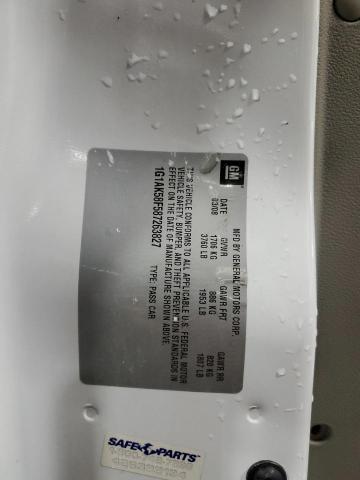 GM
MFD BY GENERAL MOTORS CORP.
DATE GVWR GAWR FRT GAWR RR
03/08 1706 KG 886 KG 820 KG
3760 LB 1953 LB 1807 LB
THIS VEHICLE CONFORMS TO ALL APPLICABLE U.S. FEDERAL MOTOR
VEHICLE SAFETY, BUMPER, AND THEFT PREVENTION STANDARDS IN
EFFECT ON THE DATE OF MANUFACTURE SHOWN ABOVE.
1G1AK58F587263827 TYPE: PASS CAR
SAFE PARTS